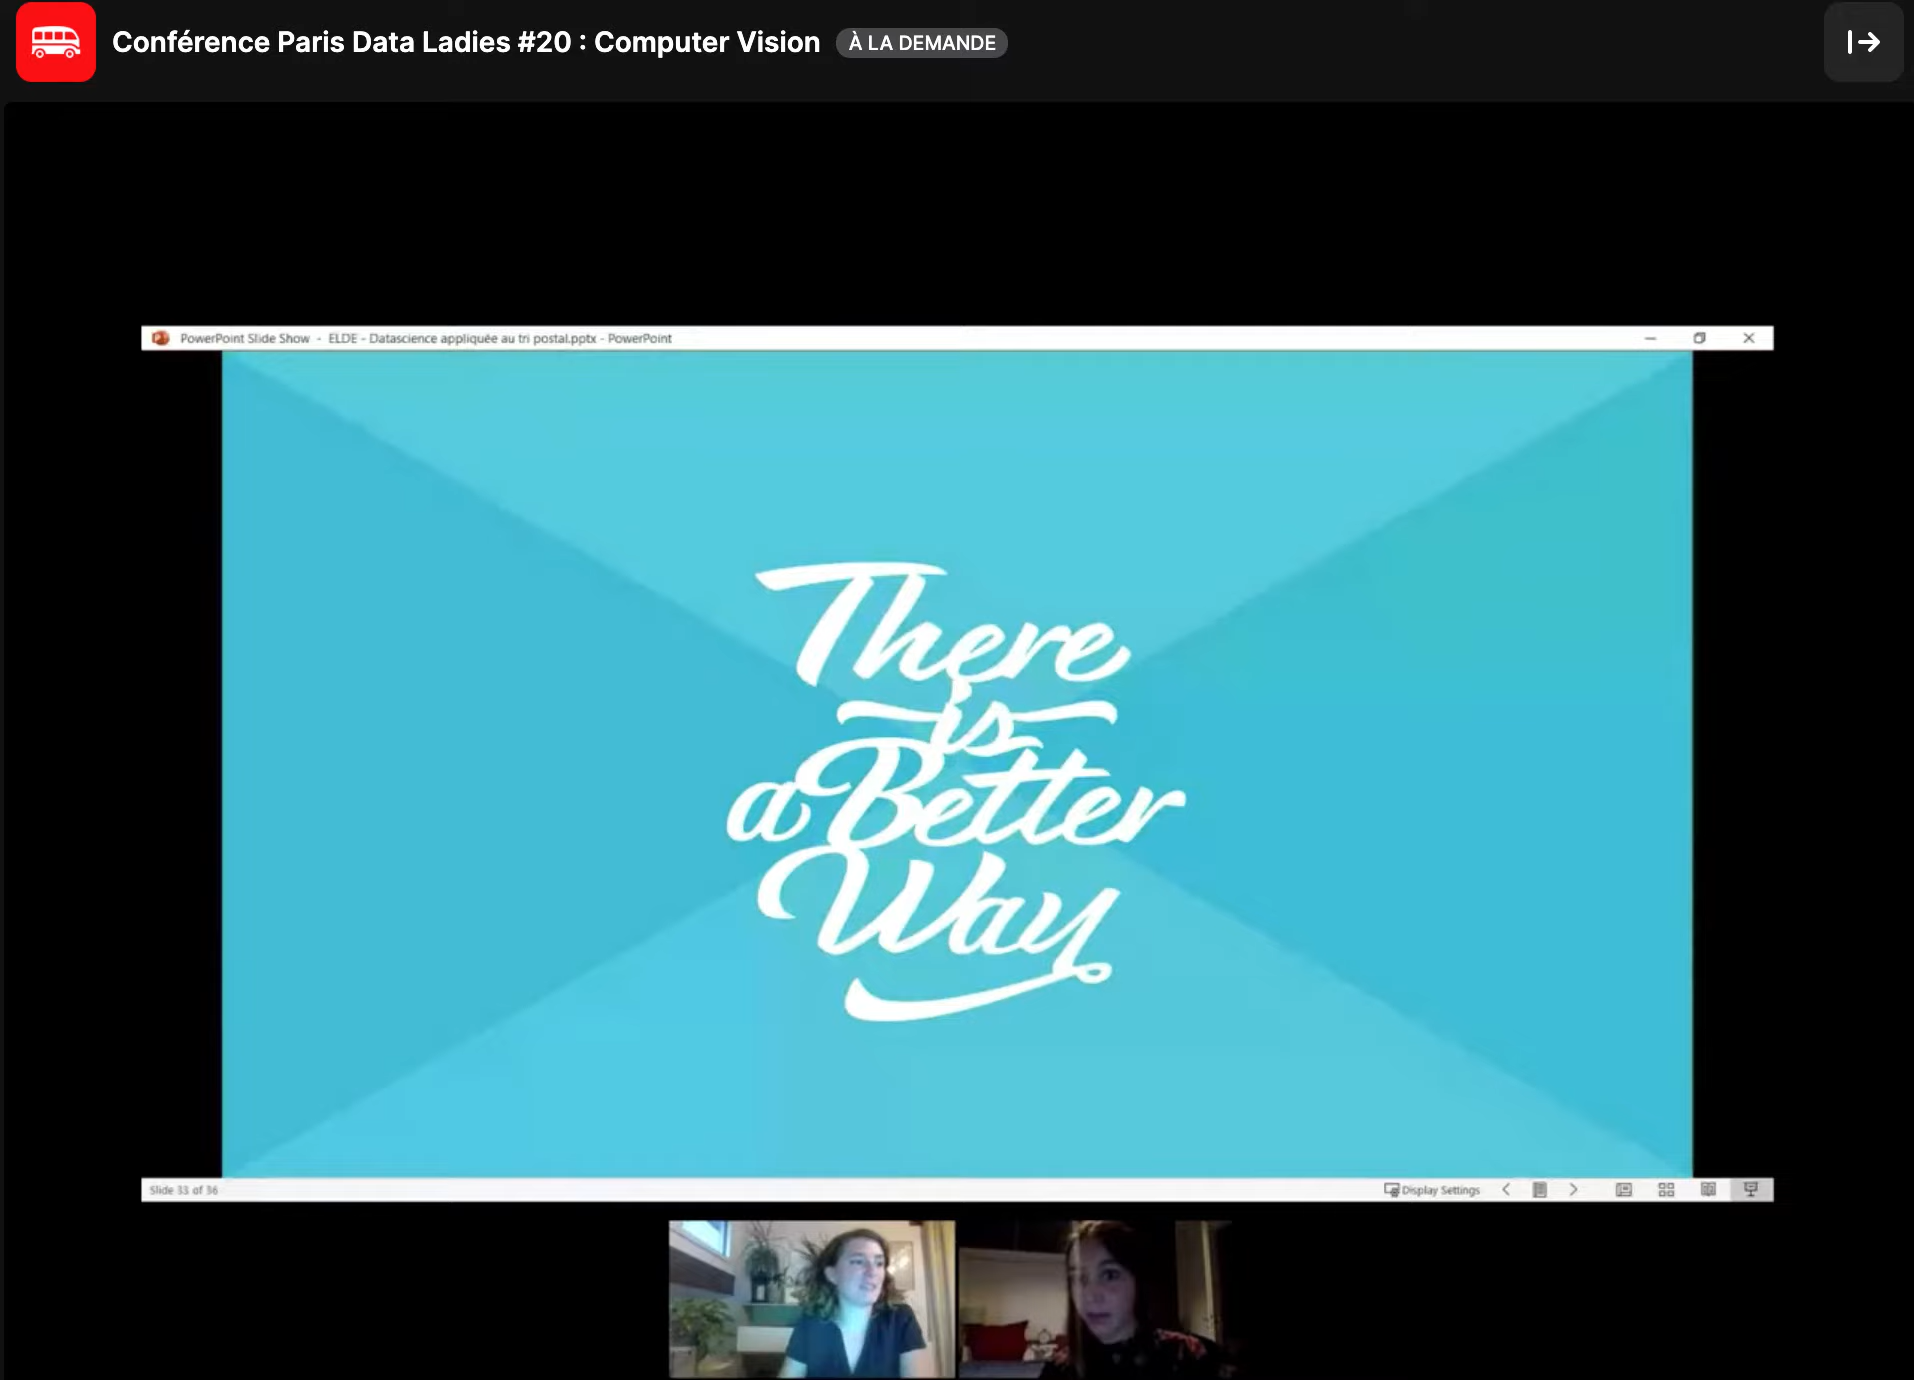 Conférence Paris Data Ladies #20 : Computer Vision À LA DEMANDE
PowerPoint Slide Show - ELDE - Datascience appliquée au tri postal.pptx - PowerPoint
There
is
a Better
Way
Slide 33 of 36
Display Settings